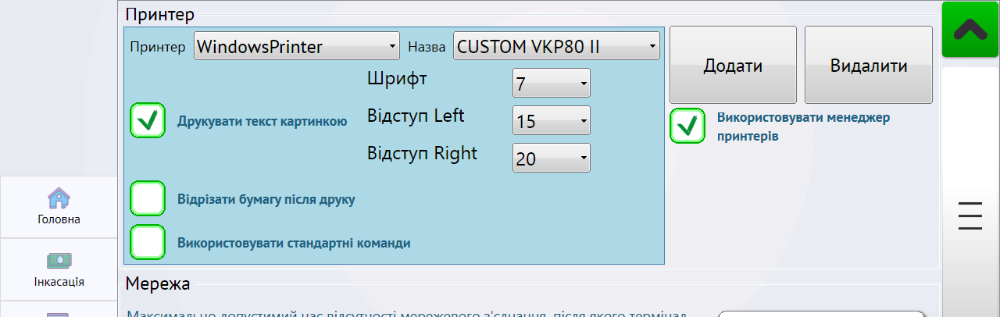 Принтер
Принтер WindowsPrinter Назва CUSTOM VKP80 II
Додати Видалити
Шрифт 7
Друкувати текст картинкою
Відступ Left 15
Відступ Right 20
Використовувати менеджер
принтерів
Відрізати бумагу після друку
Використовувати стандартні команди
Головна
Інкасація
Мережа
Максимально допустимий час відсутності мережевого з'єднання, після якого термінал